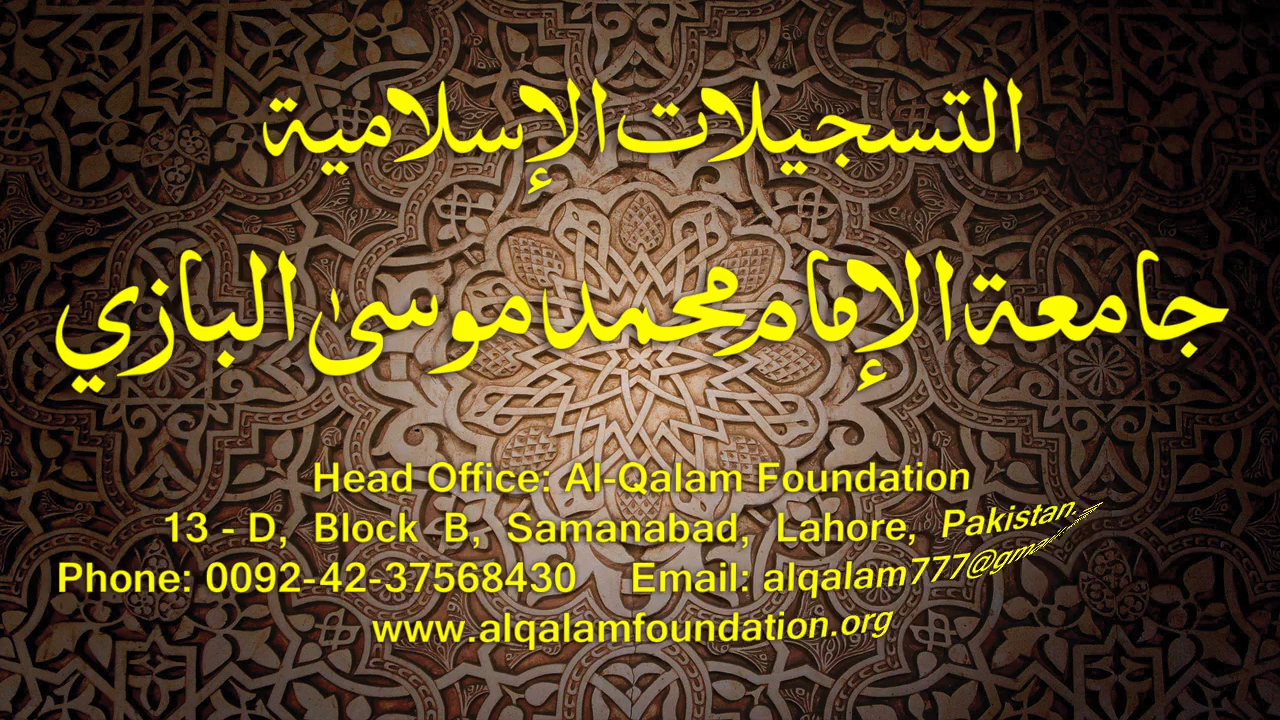 التسجيلات الإسلامية
جامعة الإمام محمد موسىٰ البازي
Head Office: Al-Qalam Foundation
13 - D, Block B, Samanabad, Lahore, Pakistan.
Phone: 0092-42-37568430 Email: alqalam777@gma
www.alqalamfoundation.org